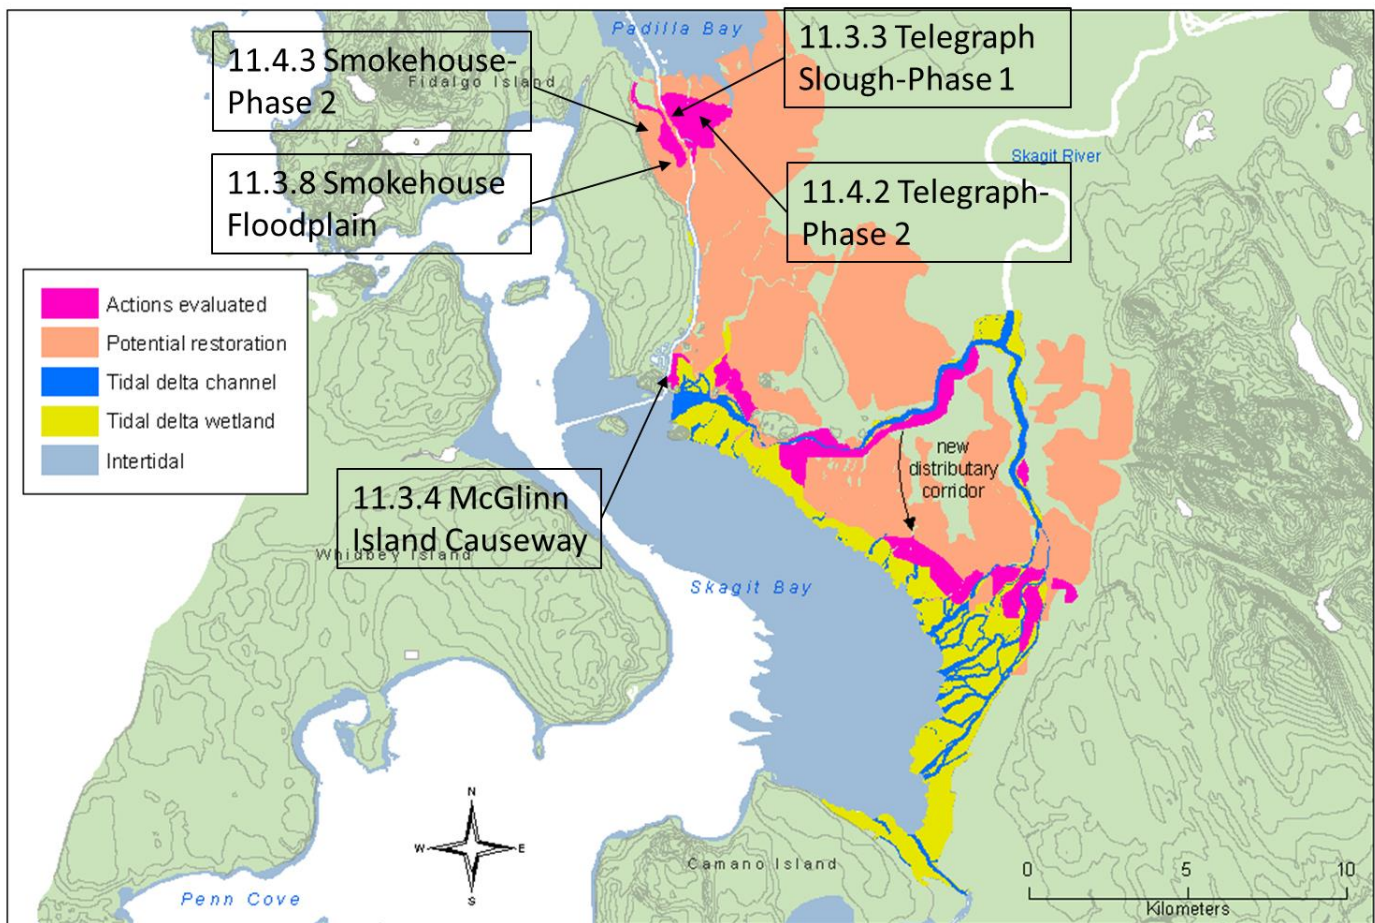 Padilla Bay
11.4.3 Smokehouse-
Phase 2
Fidalgo Island
11.3.3 Telegraph
Slough-Phase 1
11.3.8 Smokehouse
Floodplain
11.4.2 Telegraph-
Phase 2
Skagit River
Actions evaluated
Potential restoration
Tidal delta channel
Tidal delta wetland
Intertidal
new
distributary
corridor
11.3.4 McGlinn
Island Causeway
Whidbey Island
Skagit Bay
N
W E
S
Camano Island
Penn Cove
0 5 10
Kilometers